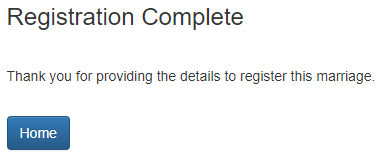 Registration Complete
Thank you for providing the details to register this marriage.
Home